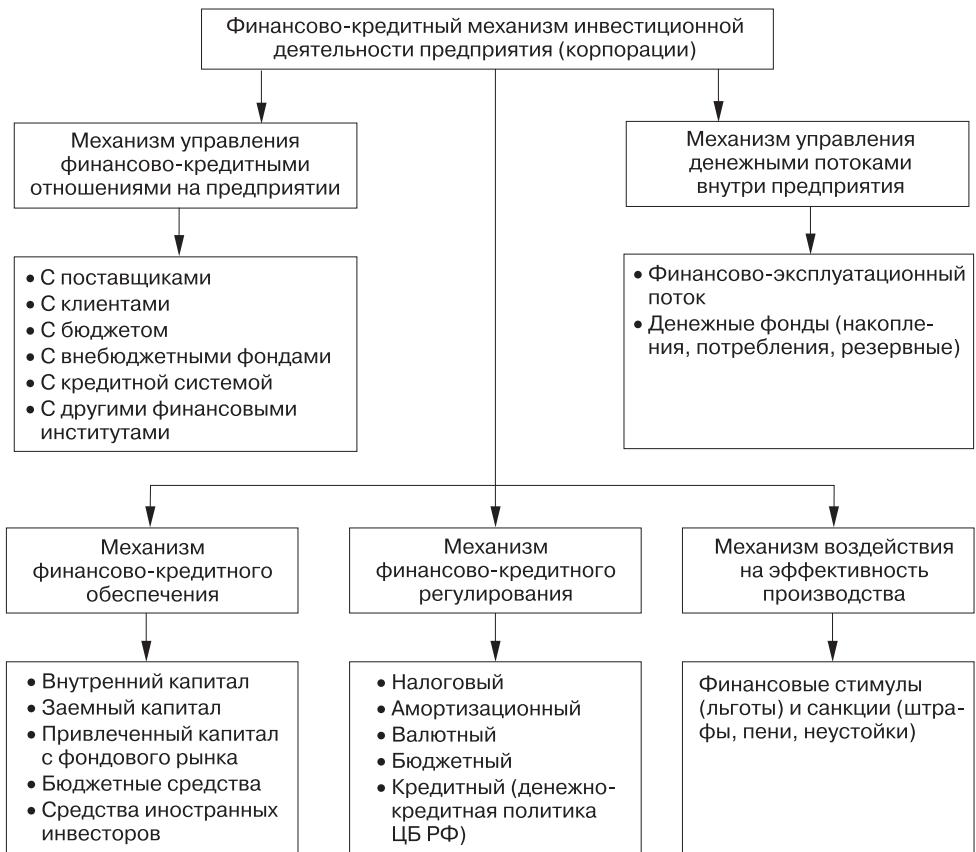 Финансово-кредитный механизм инвестиционной
деятельности предприятия (корпорации)
Механизм управления
финансово-кредитными
отношениями на предприятии
Механизм управления
денежными потоками
внутри предприятия
• С поставщиками
• С клиентами
• С бюджетом
• С внебюджетными фондами
• С кредитной системой
• С другими финансовыми
институтами
• Финансово-эксплуатационный
поток
• Денежные фонды (накопле-
ния, потребления, резервные)
Механизм
финансово-кредитного
обеспечения
Механизм
финансово-кредитного
регулирования
Механизм воздействия
на эффективность
производства
• Внутренний капитал
• Заемный капитал
• Привлеченный капитал
с фондового рынка
• Бюджетные средства
• Средства иностранных
инвесторов
• Налоговый
• Амортизационный
• Валютный
• Бюджетный
• Кредитный (денежно-
кредитная политика
ЦБ РФ)
Финансовые стимулы
(льготы) и санкции (штра-
фы, пени, неустойки)